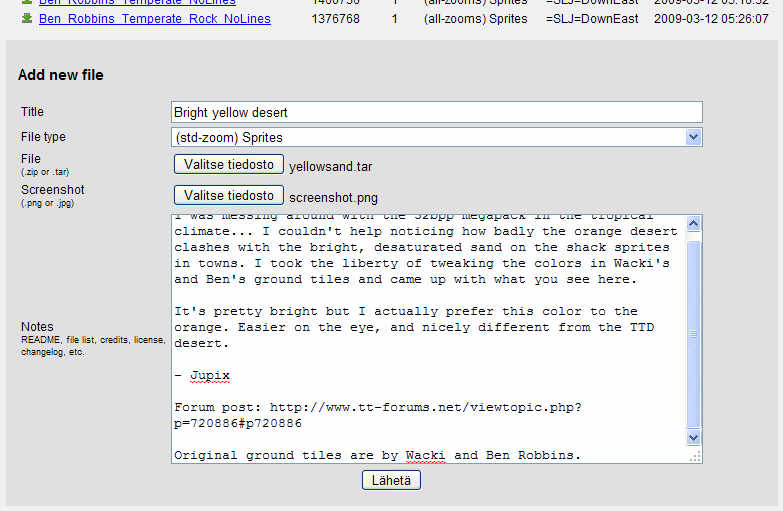 Ben_Robbins_Temperate_NoLines 1460736 1 (all-zooms) Sprites =SLJ=DownEast 2009-03-12 05:10:52
Ben_Robbins_Temperate_Rock_NoLines 1376768 1 (all-zooms) Sprites =SLJ=DownEast 2009-03-12 05:26:07
Add new file
Title Bright yellow desert
File type (std-zoom) Sprites
File
(.zip or .tar) Valitse tiedosto yellowsand.tar
Screenshot
(.png or .jpg) Valitse tiedosto screenshot.png
I was messing around with the 32bpp megapack in the tropical
climate... I couldn't help noticing how badly the orange desert
clashes with the bright, desaturated sand on the shack sprites
in towns. I took the liberty of tweaking the colors in Wacki's
and Ben's ground tiles and came up with what you see here.
It's pretty bright but I actually prefer this color to the
orange. Easier on the eye, and nicely different from the TTD
desert.
Notes
README, file list, credits, license,
changelog, etc.
- Jupix
Forum post: http://www.tt-forums.net/viewtopic.php?
p=720886#p720886
Original ground tiles are by Wacki and Ben Robbins.
Lähetä